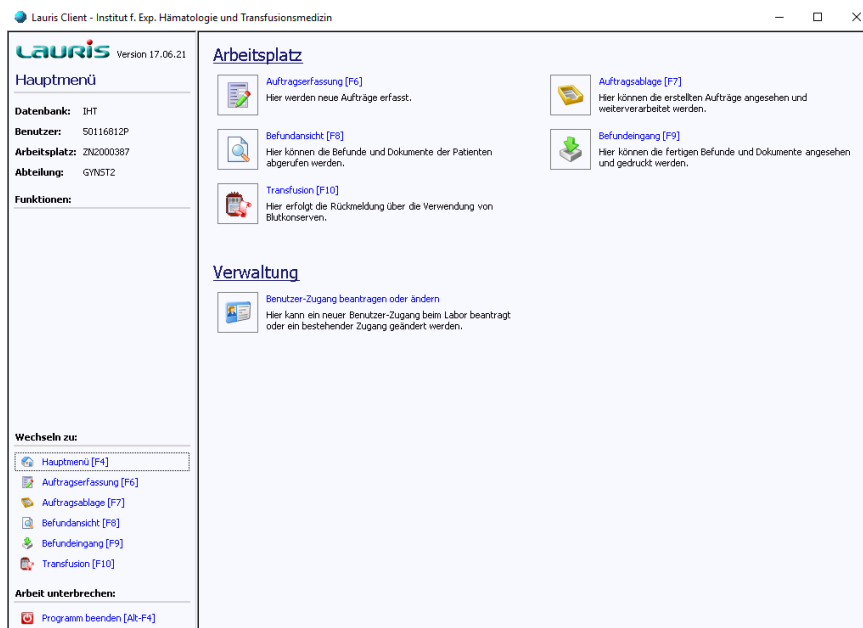 Lauris Client - Institut f. Exp. Hämatologie und Transfusionsmedizin
Lauris Version 17.06.21
Hauptmenü
Datenbank: IHT
Benutzer: 50116812P
Arbeitsplatz: ZN2000387
Abteilung: GYNST2
Funktionen:
Wechseln zu:
Hauptmenü [F4]
Auftragserfassung [F6]
Auftragsablage [F7]
Befundansicht [F8]
Befundeingang [F9]
Transfusion [F10]
Arbeit unterbrechen:
Programm beenden [Alt-F4]
Arbeitsplatz
Auftragserfassung [F6]
Hier werden neue Aufträge erfasst.
Auftragsablage [F7]
Hier können die erstellten Aufträge angesehen und
weiterverarbeitet werden.
Befundansicht [F8]
Hier können die Befunde und Dokumente der Patienten
abgerufen werden.
Befundeingang [F9]
Hier können die fertigen Befunde und Dokumente angesehen
und gedruckt werden.
Transfusion [F10]
Hier erfolgt die Rückmeldung über die Verwendung von
Blutkonserven.
Verwaltung
Benutzer-Zugang beantragen oder ändern
Hier kann ein neuer Benutzer-Zugang beim Labor beantragt
oder ein bestehender Zugang geändert werden.